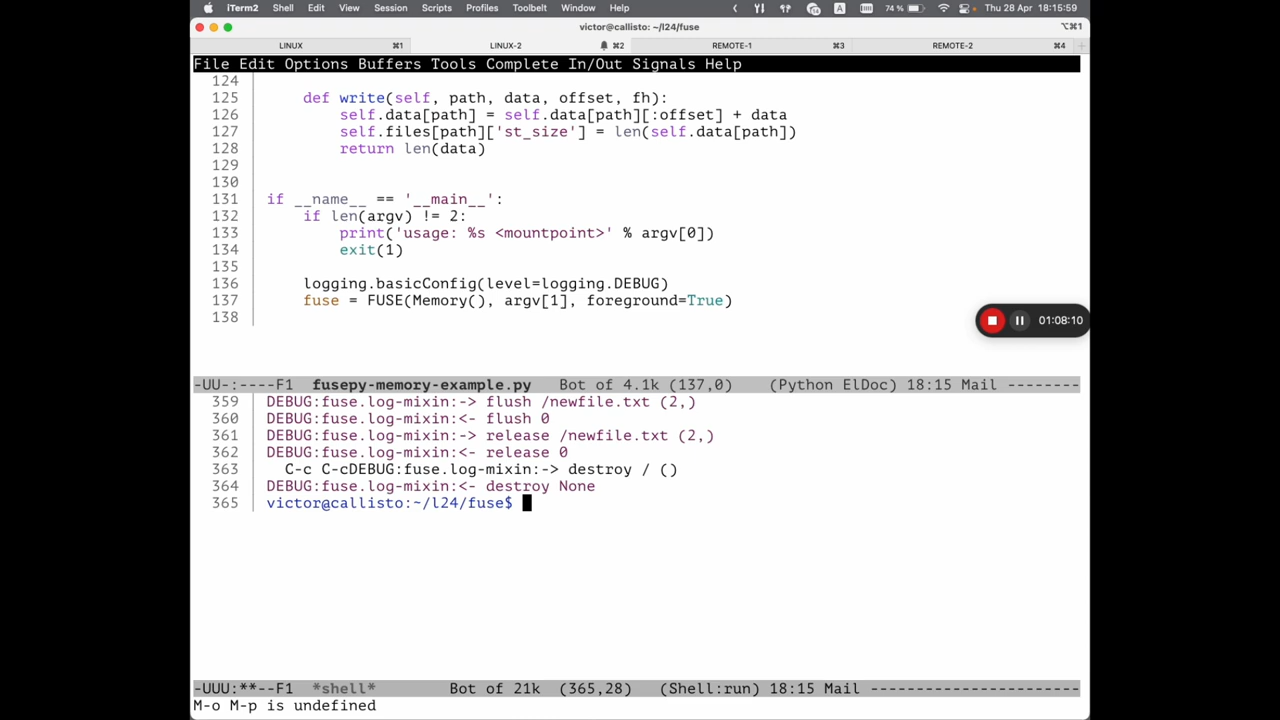 iTerm2 Shell Edit View Session Scripts Profiles Toolbelt Window Help 74 % Thu 28 Apr 18:15:59
victor@callisto: ~/l24/fuse ⌥⌘1
LINUX ⌘1 LINUX-2 ⌘2 REMOTE-1 ⌘3 REMOTE-2 ⌘4
File Edit Options Buffers Tools Complete In/Out Signals Help
124
125 def write(self, path, data, offset, fh):
126 self.data[path] = self.data[path][:offset] + data
127 self.files[path]['st_size'] = len(self.data[path])
128 return len(data)
129
130
131 if __name__ == '__main__':
132 if len(argv) != 2:
133 print('usage: %s <mountpoint>' % argv[0])
134 exit(1)
135
136 logging.basicConfig(level=logging.DEBUG)
137 fuse = FUSE(Memory(), argv[1], foreground=True)
138
01:08:10
-UU-:----F1 fusepy-memory-example.py Bot of 4.1k (137,0) (Python ElDoc) 18:15 Mail --------
359 DEBUG:fuse.log-mixin:-> flush /newfile.txt (2,)
360 DEBUG:fuse.log-mixin:<- flush 0
361 DEBUG:fuse.log-mixin:-> release /newfile.txt (2,)
362 DEBUG:fuse.log-mixin:<- release 0
363 C-c C-cDEBUG:fuse.log-mixin:-> destroy / ()
364 DEBUG:fuse.log-mixin:<- destroy None
365 victor@callisto:~/l24/fuse$
-UUU:**--F1 *shell* Bot of 21k (365,28) (Shell:run) 18:15 Mail -----------------------
M-o M-p is undefined